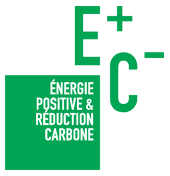 E+
C-
ÉNERGIE
POSITIVE &
RÉDUCTION
CARBONE